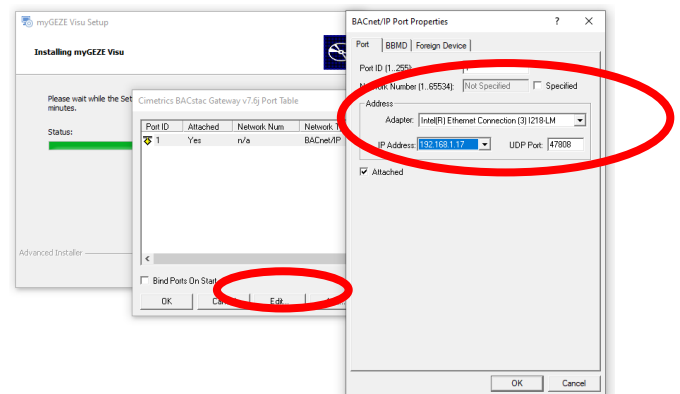 myGEZE Visu Setup
Installing myGEZE Visu
Please wait while the Set
minutes.
Status:
Advanced Installer
Cimetrics BACstac Gateway v7.6j Port Table
Port ID Attached Network Num Network T
1 Yes n/a BACnet/IP
Bind Ports On Start
OK Ca Edit...
BACnet/IP Port Properties ? ×
Port BBMD Foreign Device
Port ID (1..255):
Network Number (1..65534): Not Specified Specified
Address
Adapter: Intel(R) Ethernet Connection (3) I218-LM
IP Address: 192.168.1.17 UDP Port: 47808
Attached
OK Cancel